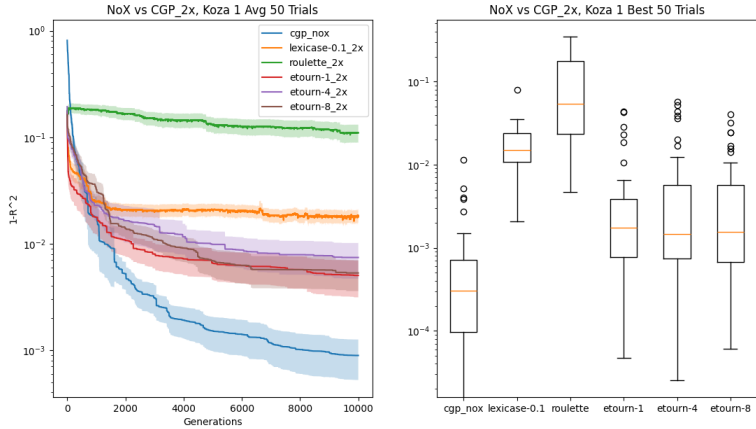 NoX vs CGP_2x, Koza 1 Avg 50 Trials
10^0
10^-1
10^-2
10^-3
1-R^2
cgp_nox
lexicase-0.1_2x
roulette_2x
etourn-1_2x
etourn-4_2x
etourn-8_2x
0 2000 4000 6000 8000 10000
Generations
NoX vs CGP_2x, Koza 1 Best 50 Trials
10^-1
10^-2
10^-3
10^-4
cgp_nox lexicase-0.1 roulette etourn-1 etourn-4 etourn-8